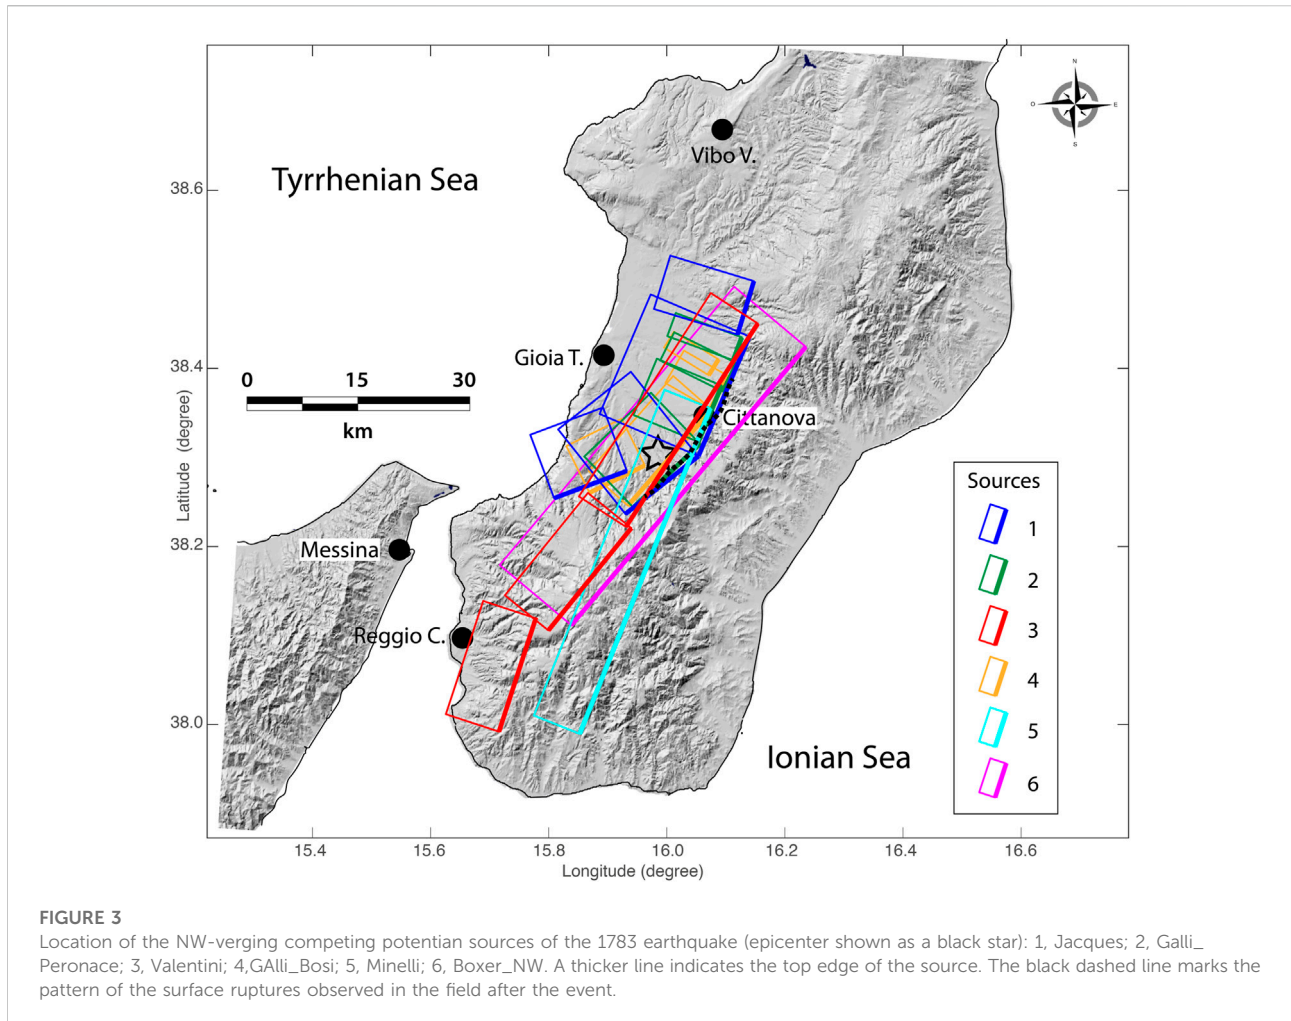 N
O
E
S
Vibo V.
Tyrrhenian Sea
38.6
Gioia T.
38.4
0 15 30
km
Cittanova
Latitude (degree)
Sources
1
2
3
4
5
6
Messina
38.2
Reggio C.
38.0
Ionian Sea
15.4 15.6 15.8 16.0 16.2 16.4 16.6
Longitude (degree)
FIGURE 3
Location of the NW-verging competing potentian sources of the 1783 earthquake (epicenter shown as a black star): 1, Jacques; 2, Galli_
Peronace; 3, Valentini; 4,GAlli_Bosi; 5, Minelli; 6, Boxer_NW. A thicker line indicates the top edge of the source. The black dashed line marks the
pattern of the surface ruptures observed in the field after the event.